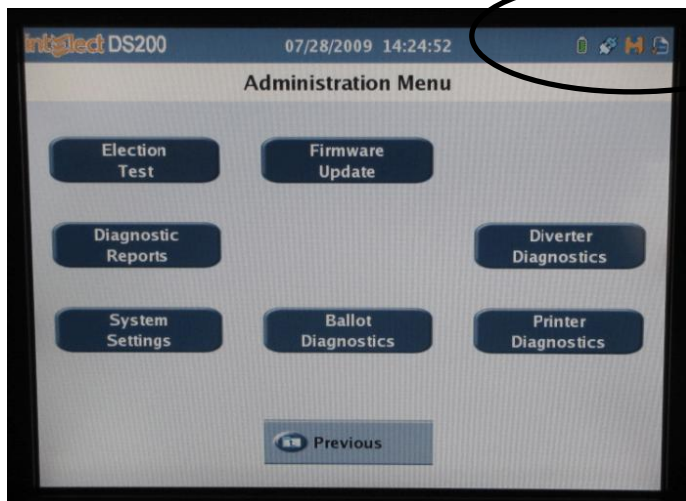 intelect DS200 07/28/2009 14:24:52
Administration Menu
Election
Test
Firmware
Update
Diagnostic
Reports
Diverter
Diagnostics
System
Settings
Ballot
Diagnostics
Printer
Diagnostics
Previous